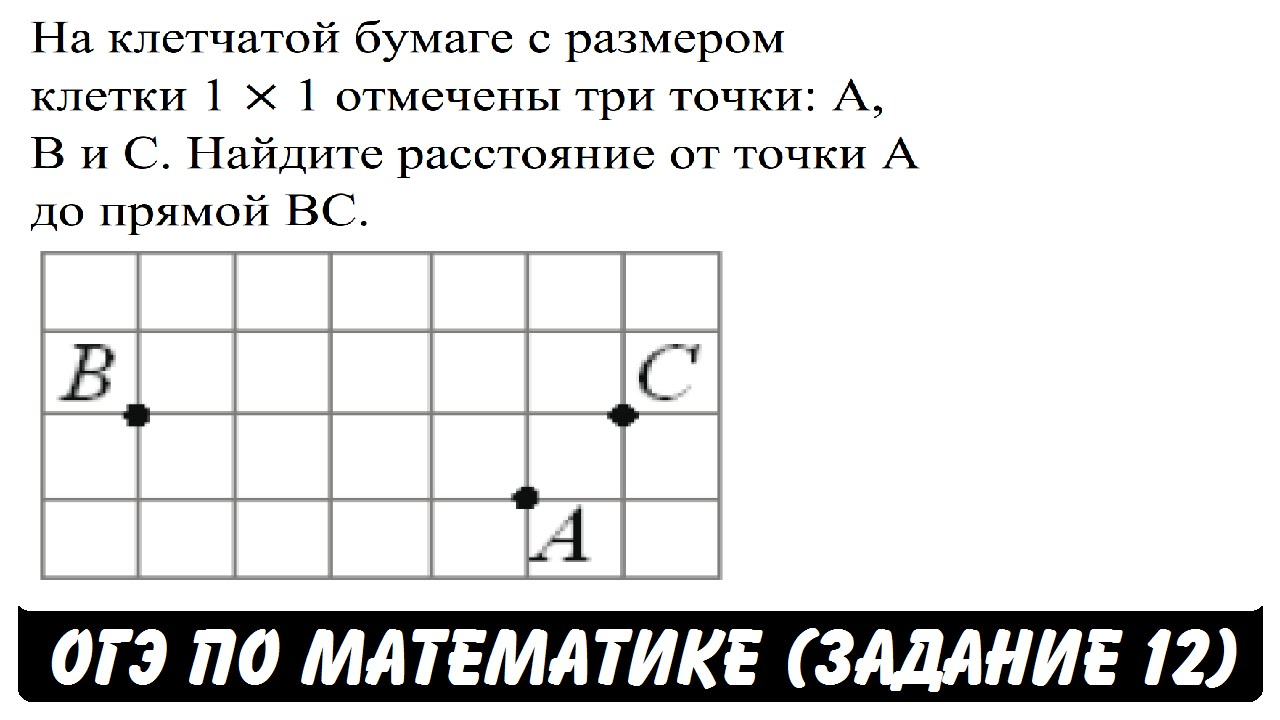 На клетчатой бумаге с размером
клетки 1 × 1 отмечены три точки: А,
В и С. Найдите расстояние от точки А
до прямой ВС.
B
C
A
ОГЭ ПО МАТЕМАТИКЕ (ЗАДАНИЕ 12)